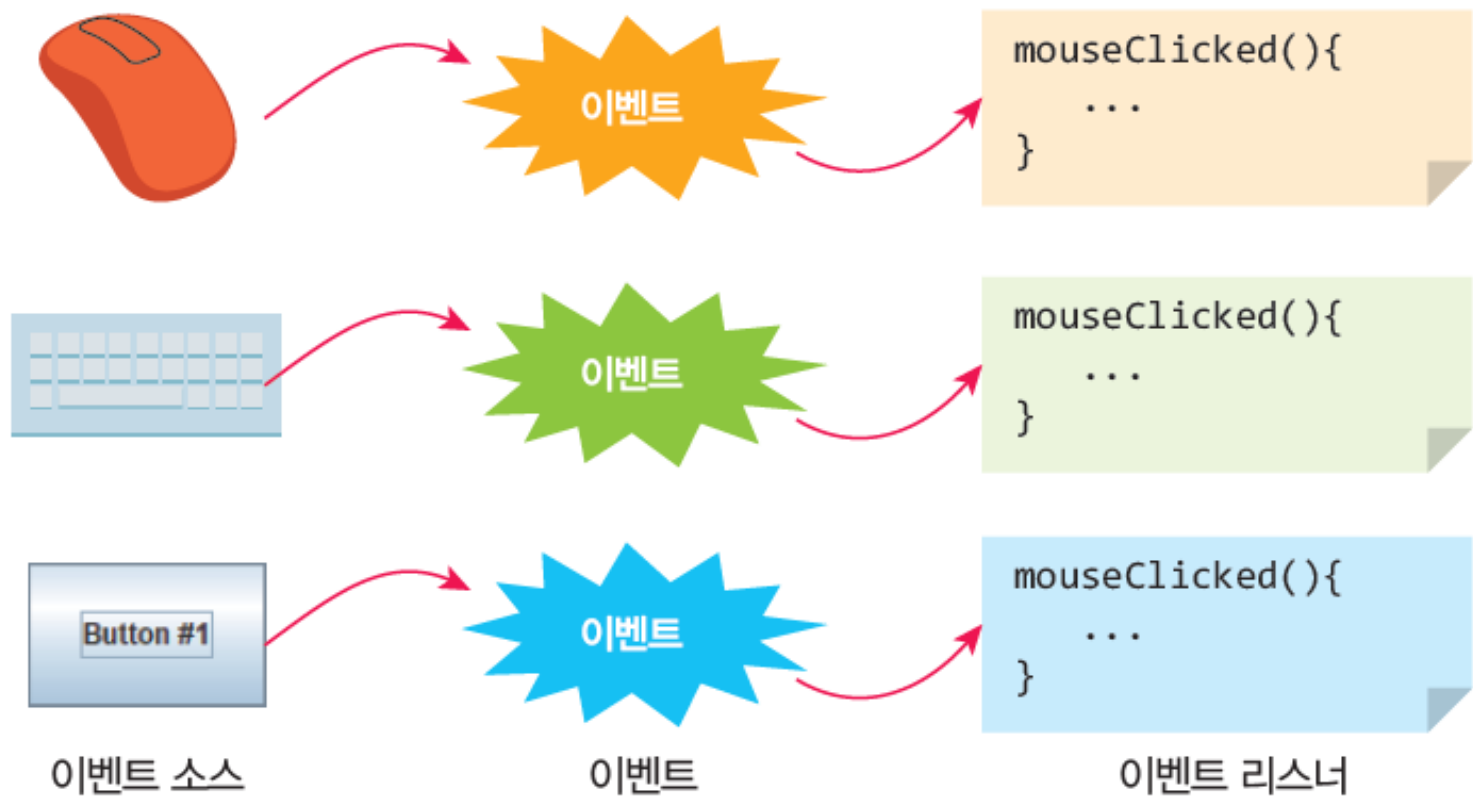 이벤트
mouseClicked(){
...
}
이벤트
mouseClicked(){
...
}
Button #1
이벤트
mouseClicked(){
...
}
이벤트 소스
이벤트
이벤트 리스너